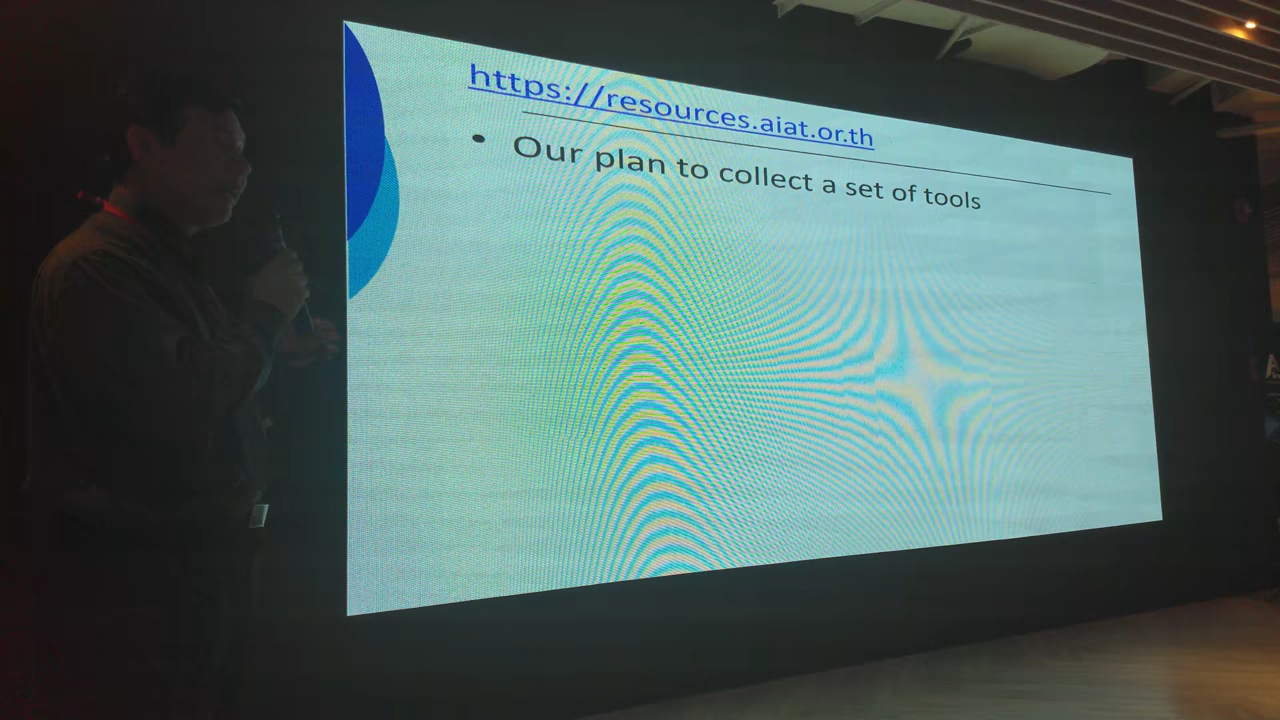 https://resources.aiat.or.th
• Our plan to collect a set of tools